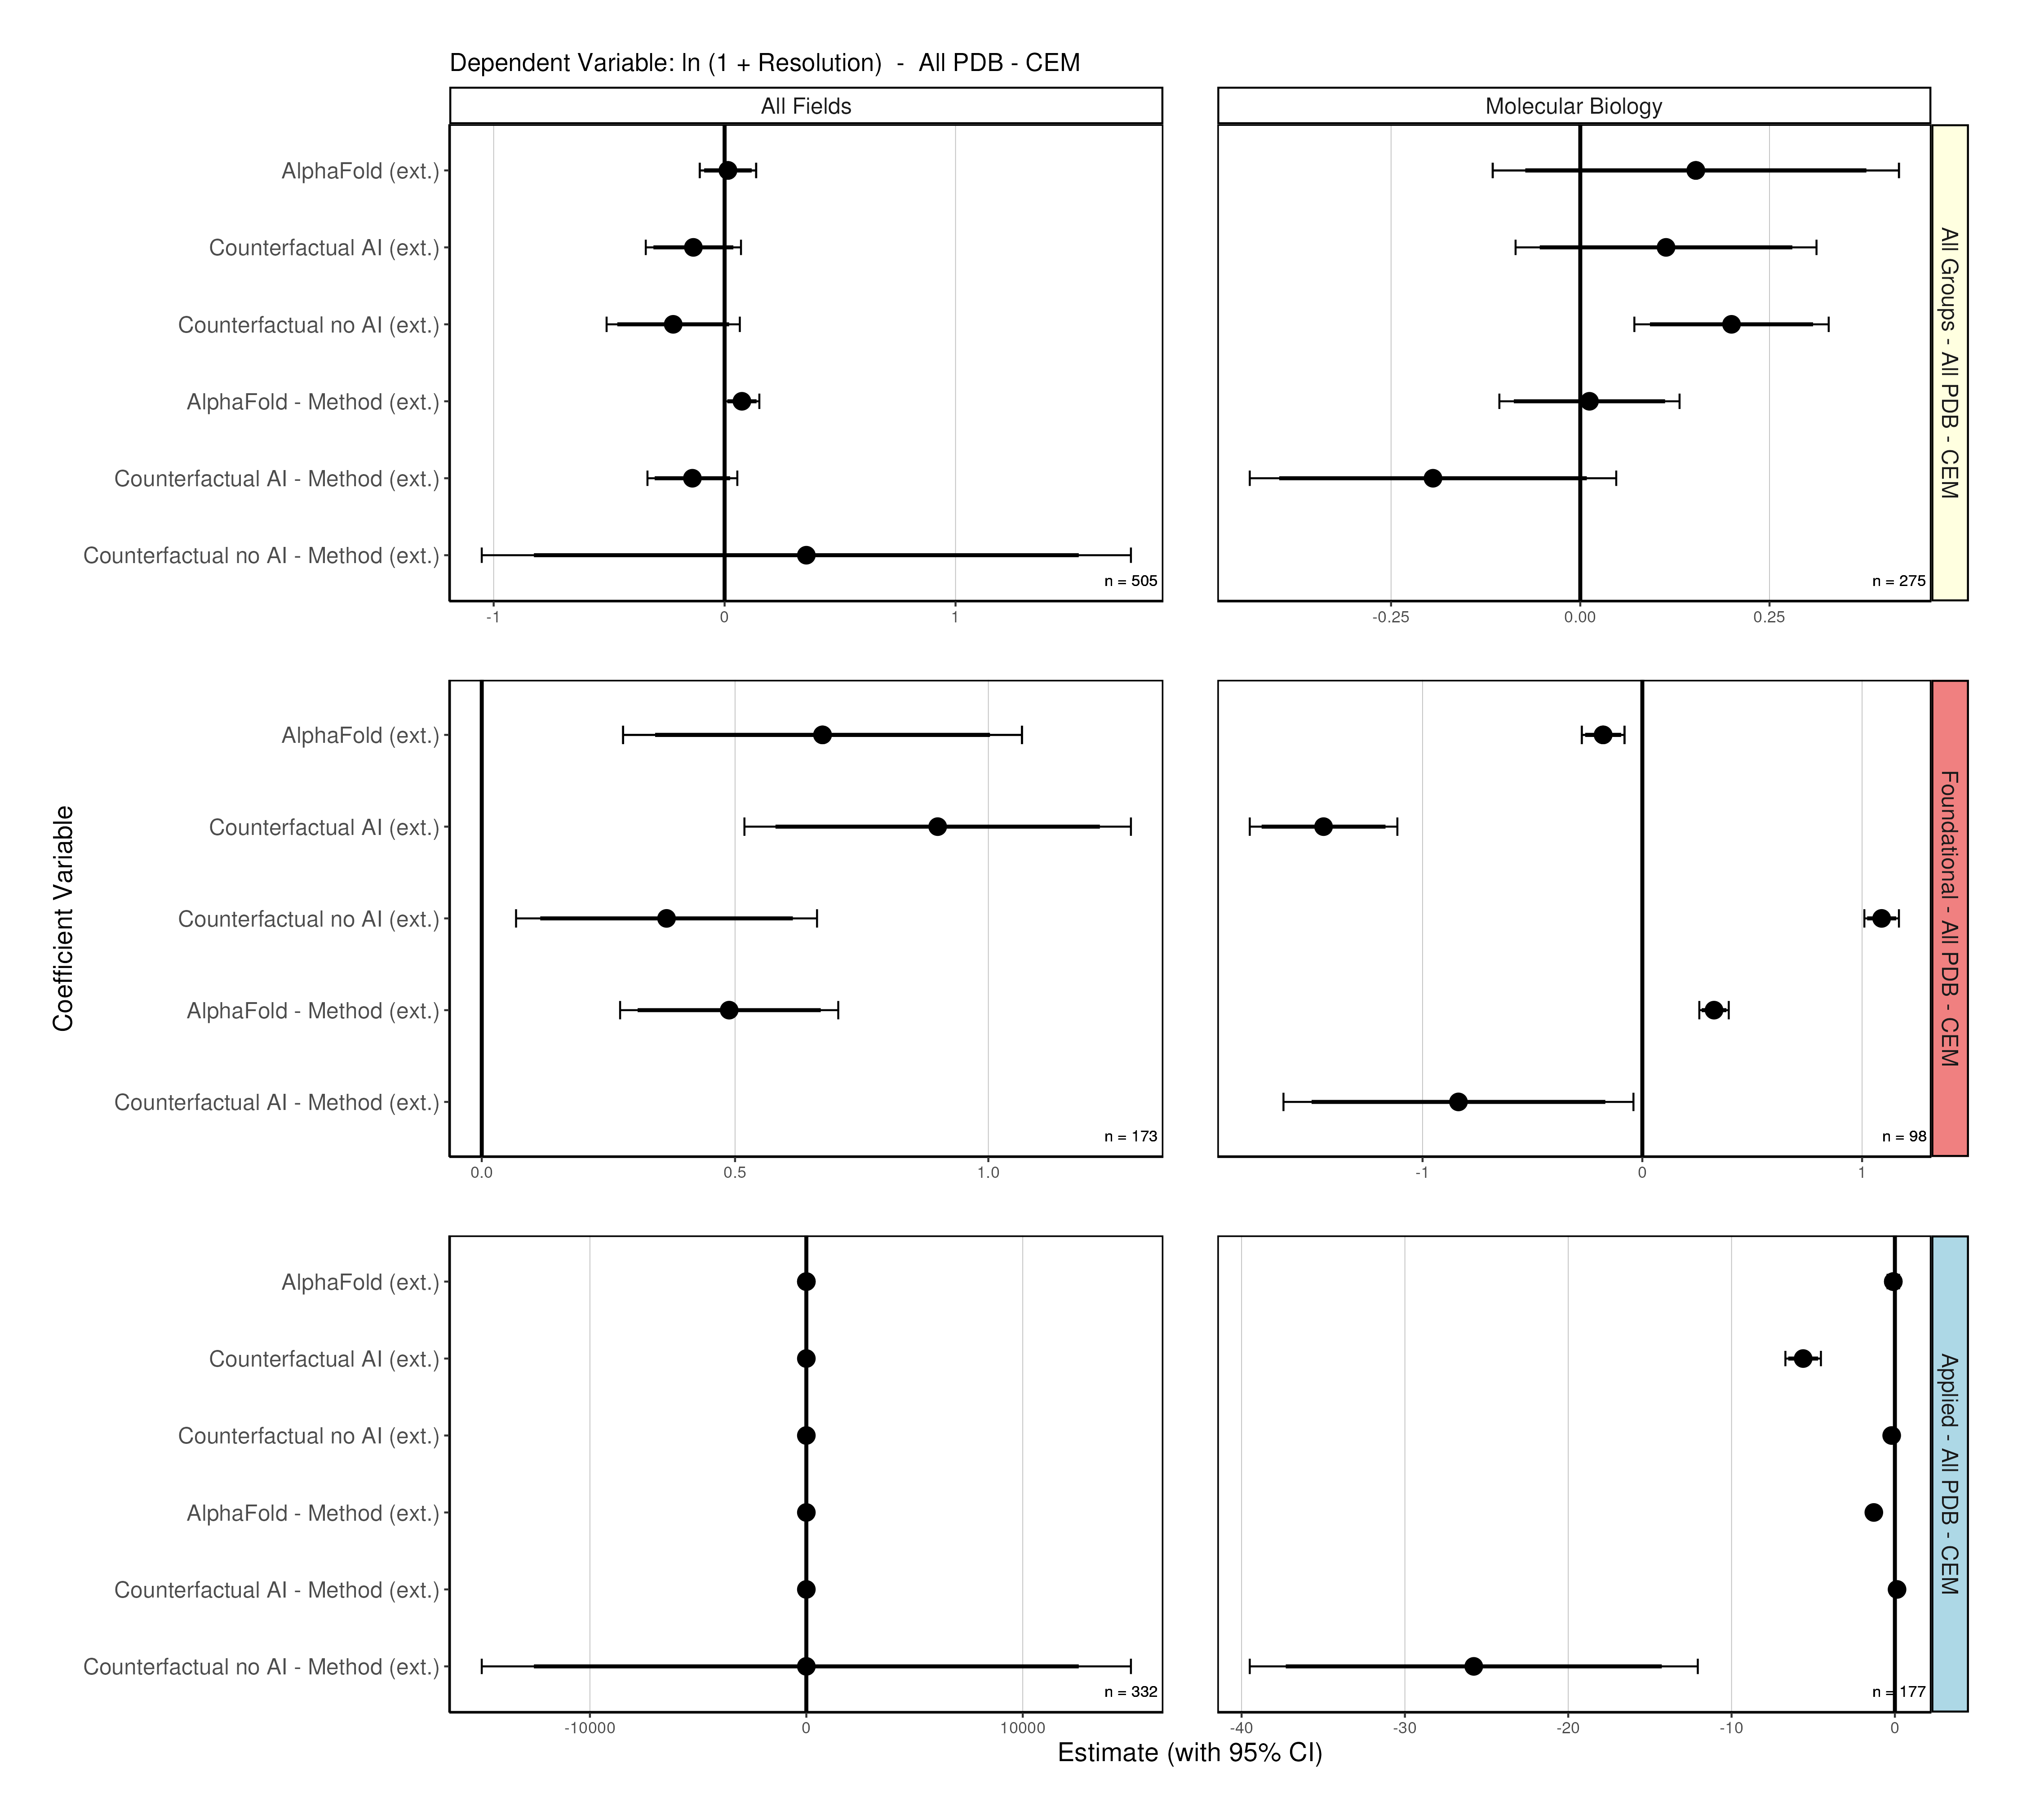 Dependent Variable: ln (1 + Resolution)  -  All PDB - CEM
All Fields
Molecular Biology
AlphaFold (ext.)
Counterfactual AI (ext.)
Counterfactual no AI (ext.)
AlphaFold - Method (ext.)
Counterfactual AI - Method (ext.)
Counterfactual no AI - Method (ext.)
n = 505
n = 275
All Groups - All PDB - CEM
-1
0
1
-0.25
0.00
0.25
Coefficient Variable
AlphaFold (ext.)
Counterfactual AI (ext.)
Counterfactual no AI (ext.)
AlphaFold - Method (ext.)
Counterfactual AI - Method (ext.)
n = 173
n = 98
Foundational - All PDB - CEM
0.0
0.5
1.0
-1
0
1
AlphaFold (ext.)
Counterfactual AI (ext.)
Counterfactual no AI (ext.)
AlphaFold - Method (ext.)
Counterfactual AI - Method (ext.)
Counterfactual no AI - Method (ext.)
n = 332
n = 177
Applied - All PDB - CEM
-10000
0
10000
-40
-30
-20
-10
0
Estimate (with 95% CI)